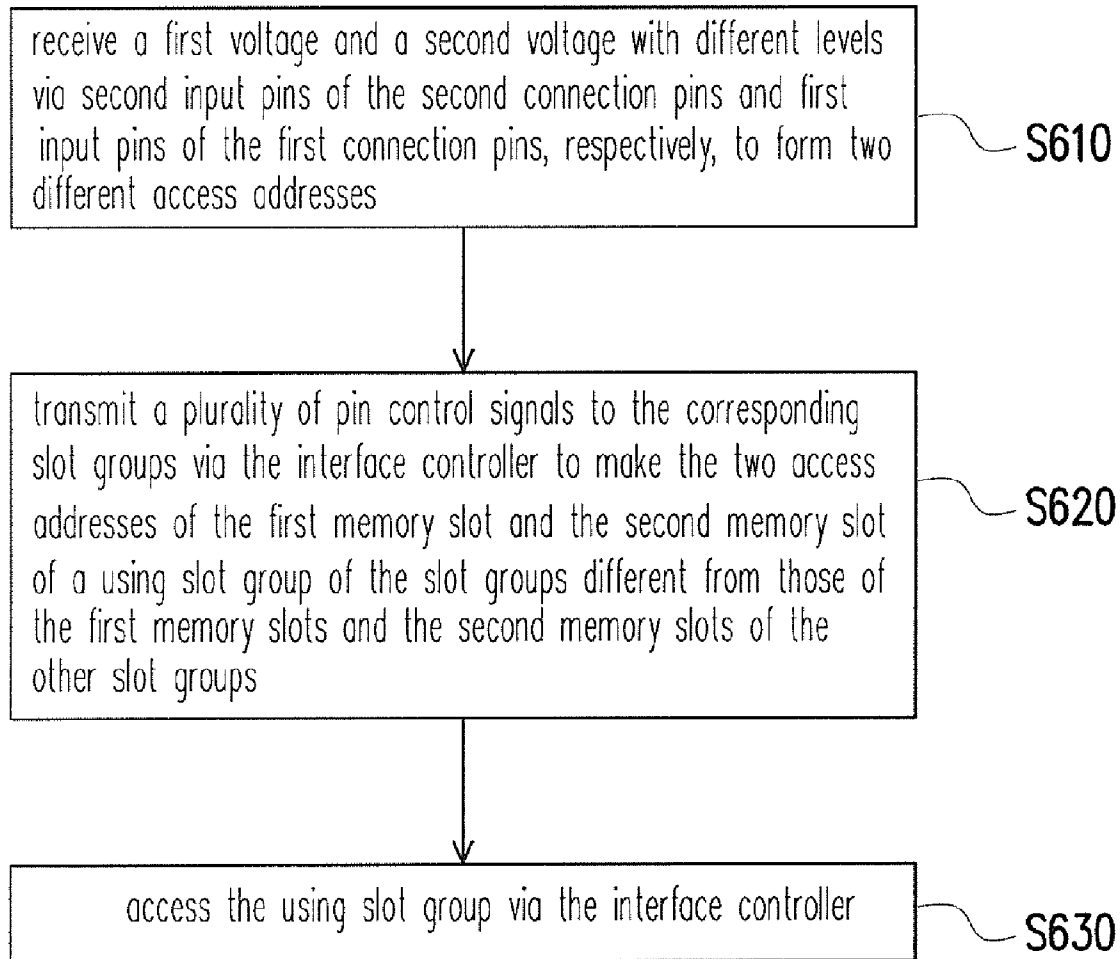 receive a first voltage and a second voltage with different levels
via second input pins of the second connection pins and first
input pins of the first connection pins, respectively, to form two
different access addresses
S610
transmit a plurality of pin control signals to the corresponding
slot groups via the interface controller to make the two access
addresses of the first memory slot and the second memory slot
of a using slot group of the slot groups different from those of
the first memory slots and the second memory slots of the
other slot groups
S620
access the using slot group via the interface controller
S630